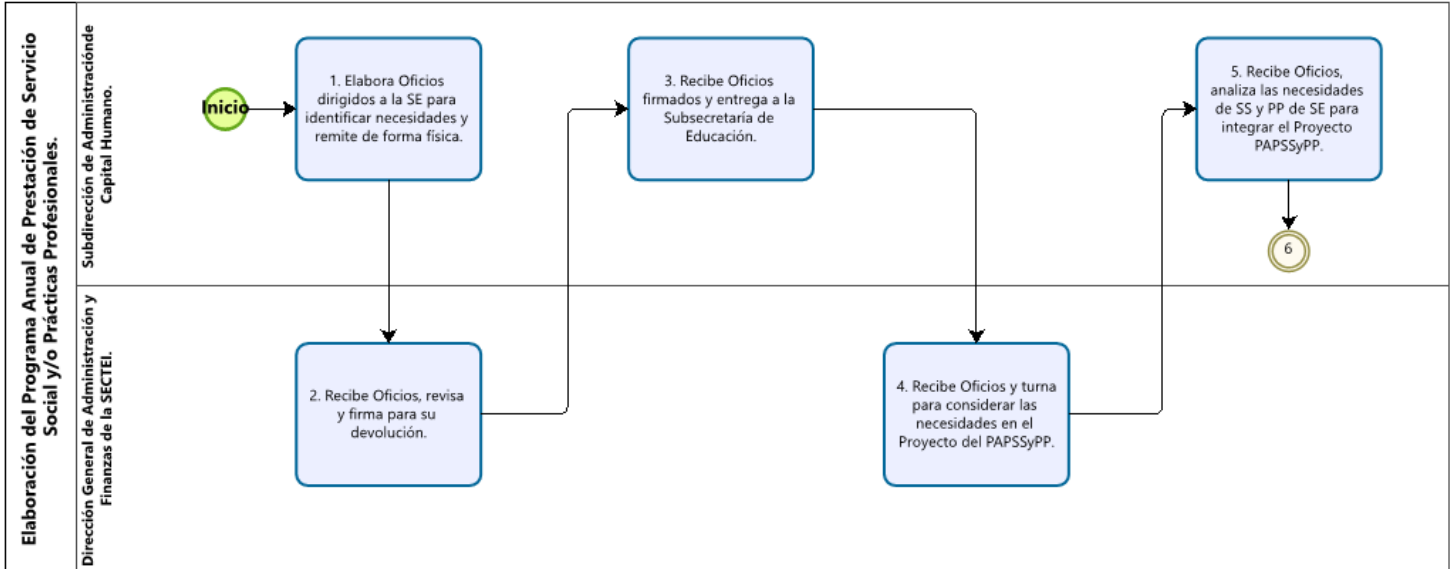 Elaboración del Programa Anual de Prestación de Servicio
Social y/o Prácticas Profesionales.
Subdirección de Administraciónde
Capital Humano.
Inicio
1. Elabora Oficios
dirigidos a la SE para
identificar necesidades y
remite de forma física.
3. Recibe Oficios
firmados y entrega a la
Subsecretaría de
Educación.
5. Recibe Oficios,
analiza las necesidades
de SS y PP de SE para
integrar el Proyecto
PAPSSyPP.
6
Dirección General de Administración y
Finanzas de la SECTEI.
2. Recibe Oficios, revisa
y firma para su
devolución.
4. Recibe Oficios y turna
para considerar las
necesidades en el
Proyecto del PAPSSyPP.